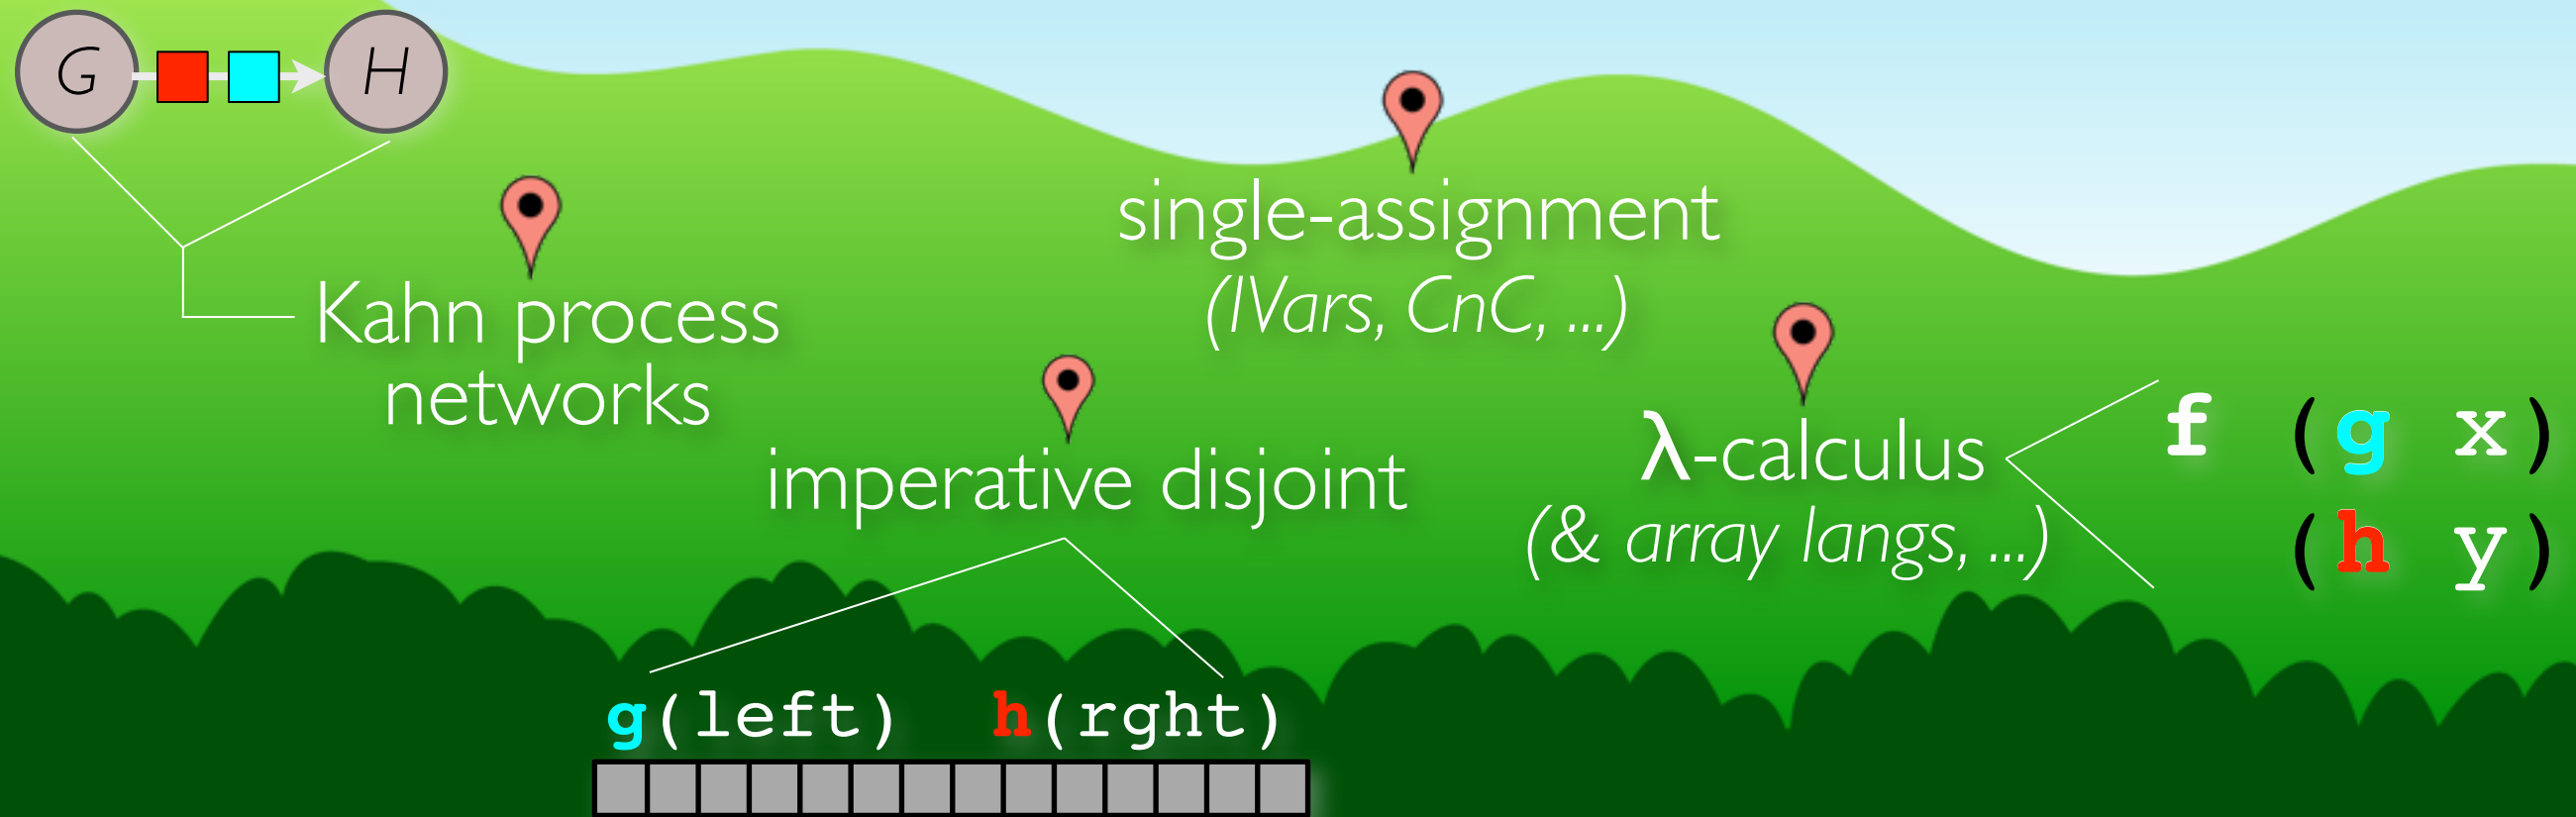 G H
single-assignment
(IVars, CnC, ...)
Kahn process
networks
imperative disjoint
λ-calculus
(& array langs, ...)
f (g x)
(h y)
g(left) h(rght)